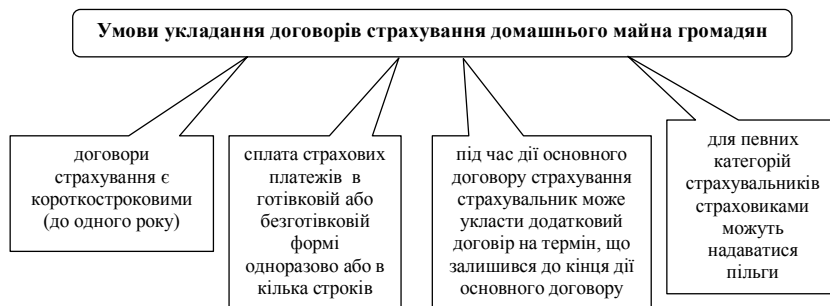 Умови укладання договорів страхування домашнього майна громадян
договори
страхування є
короткостроковими
(до одного року)
сплата страхових
платежів в
готівковій або
безготівковій
формі
одноразово або в
кілька строків
під час дії основного
договору страхування
страхувальник може
укласти додатковий
договір на термін, що
залишився до кінця дії
основного договору
для певних
категорій
страхувальників
страховиками
можуть
надаватися
пільги